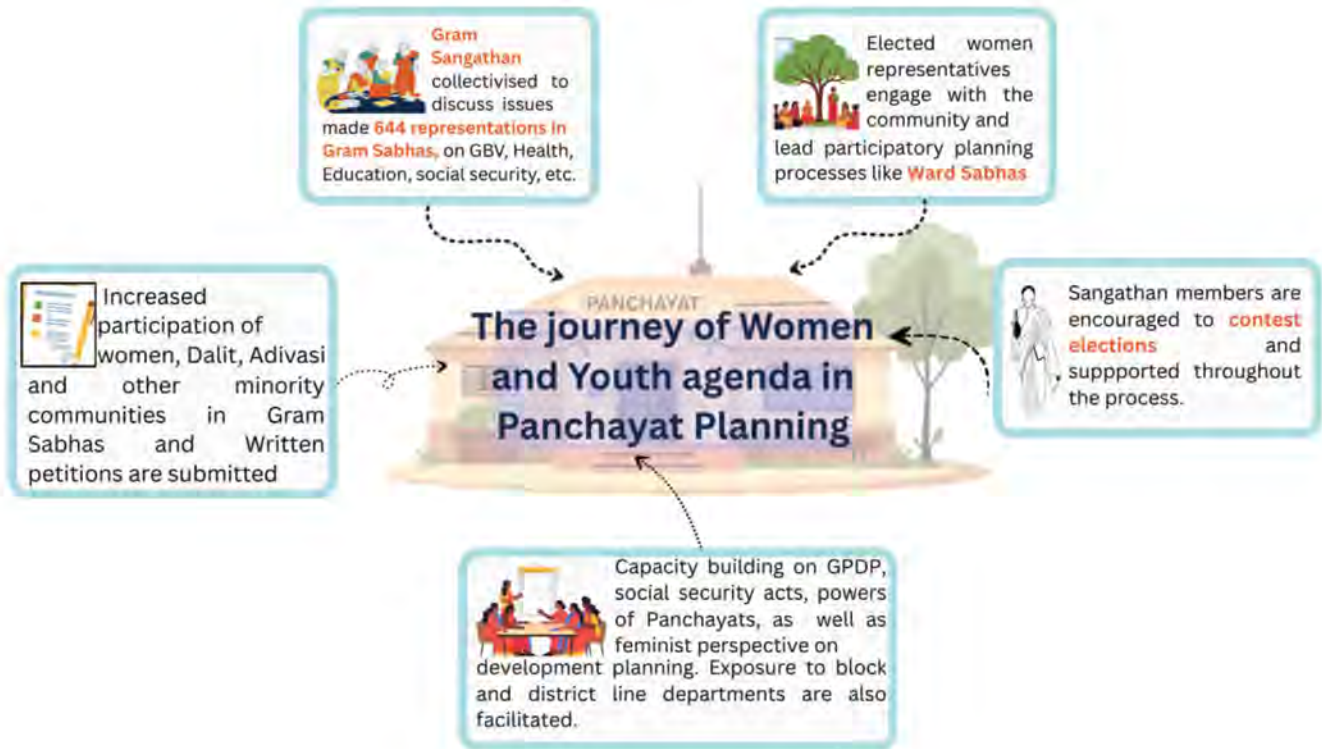 Gram
Sangathan
collectivised to
discuss issues
made 644 representations in
Gram Sabhas, on GBV, Health,
Education, social security, etc.
Elected women
representatives
engage with the
community and
lead participatory planning
processes like Ward Sabhas
Increased
participation of
women, Dalit, Adivasi
and other minority
communities in Gram
Sabhas and Written
petitions are submitted
PANCHAYAT
The journey of Women
and Youth agenda in
Panchayat Planning
Sangathan members are
encouraged to contest
elections and
suppported throughout
the process.
Capacity building on GPDP,
social security acts, powers
of Panchayats, as well as
feminist perspective on
development planning. Exposure to block
and district line departments are also
facilitated.